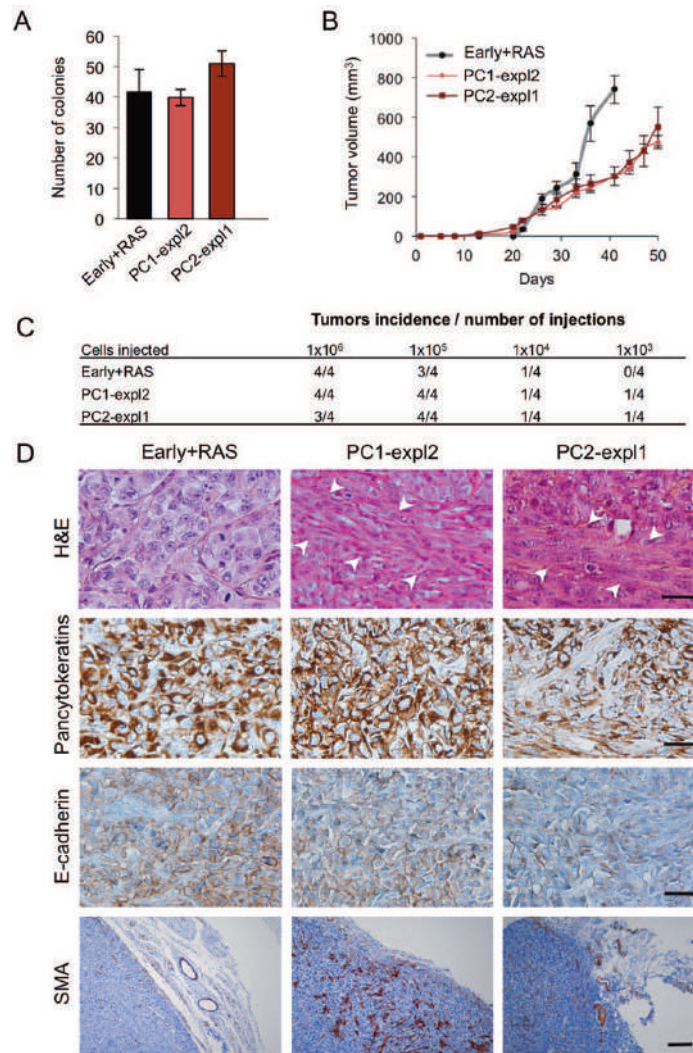 A
Number of colonies
60
50
40
30
20
10
0
Early+RAS
PC1-expl2
PC2-expl1
B
Tumor volume (mm³)
1000
800
600
400
200
0
Early+RAS
PC1-expl2
PC2-expl1
0 10 20 30 40 50
Days
C
Tumors incidence / number of injections
Cells injected 1x10⁶ 1x10⁵ 1x10⁴ 1x10³
Early+RAS 4/4 3/4 1/4 0/4
PC1-expl2 4/4 4/4 1/4 1/4
PC2-expl1 3/4 4/4 1/4 1/4
D
Early+RAS PC1-expl2 PC2-expl1
H&E
Pancytokeratins
E-cadherin
SMA